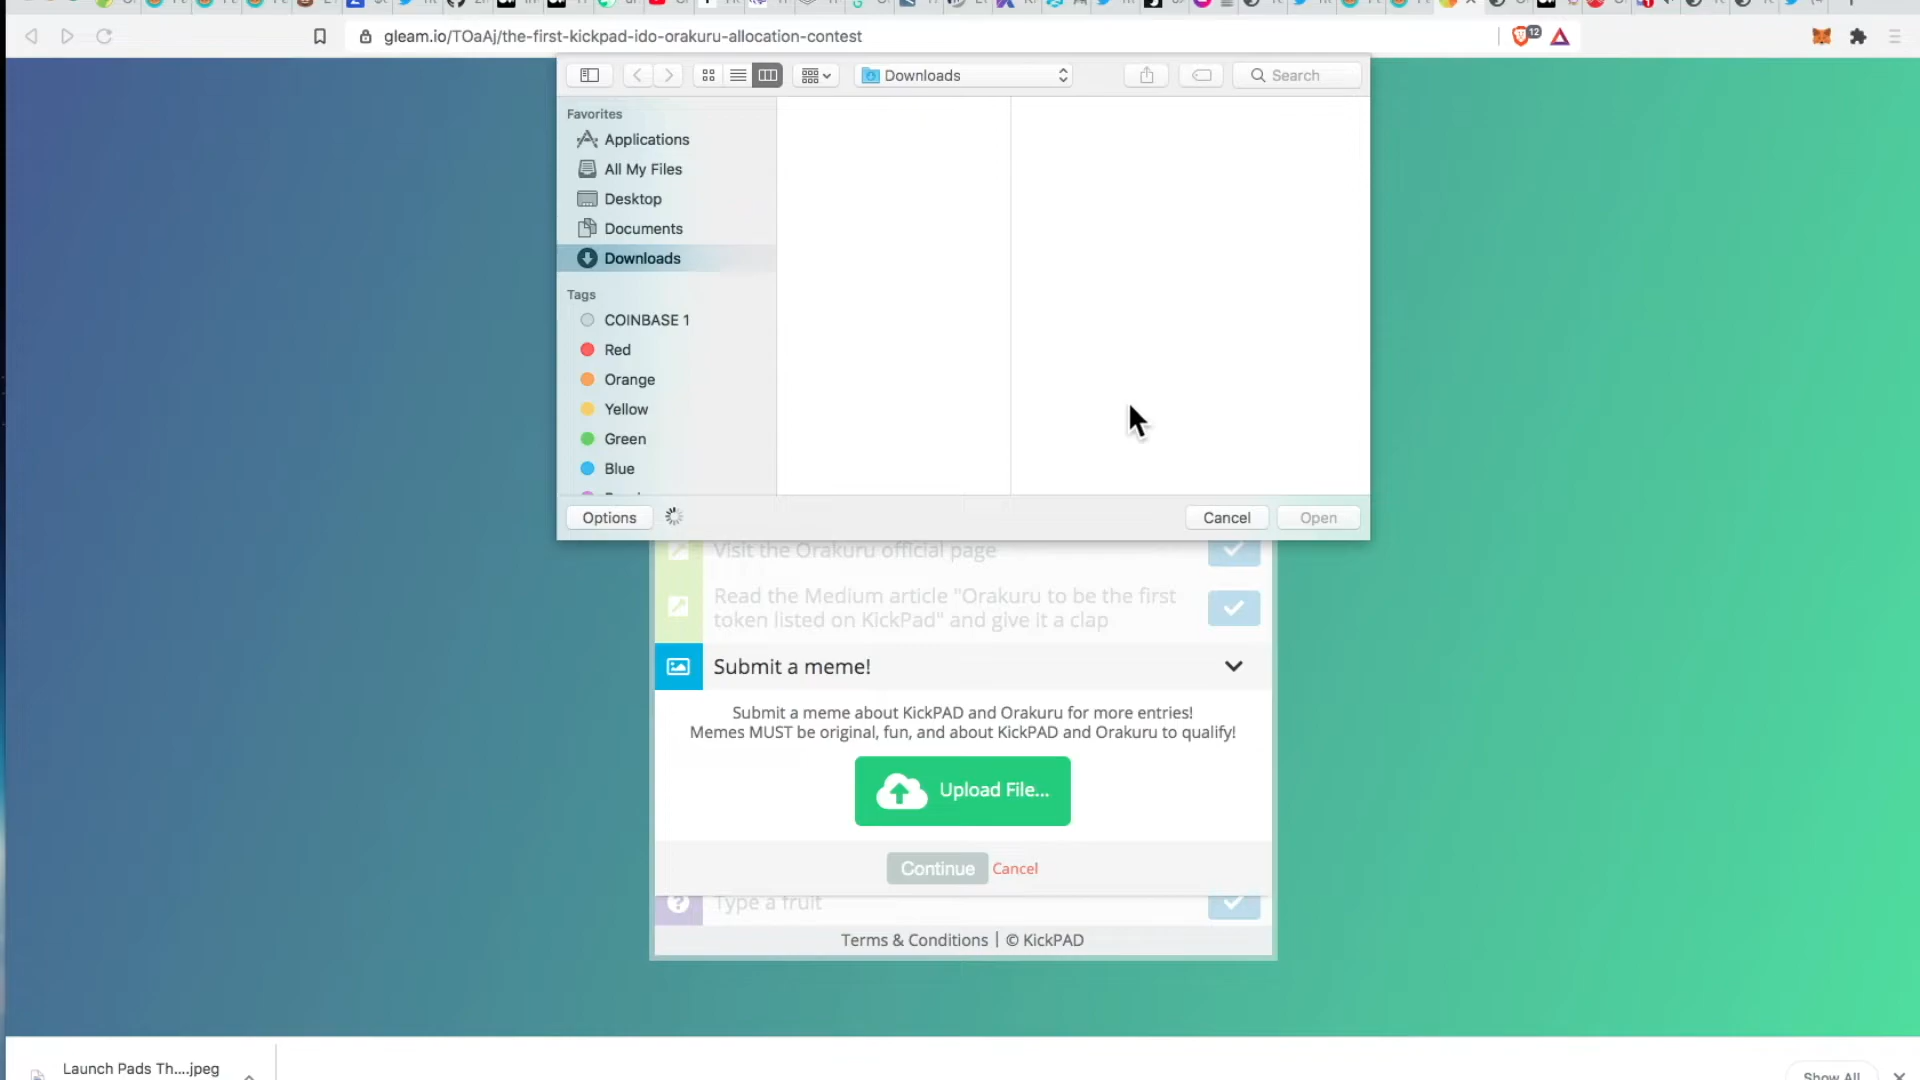 gleam.io/TOaAj/the-first-kickpad-ido-orakuru-allocation-contest
12
Downloads
Search
Favorites
Applications
All My Files
Desktop
Documents
Downloads
Tags
COINBASE 1
Red
Orange
Yellow
Green
Blue
Options
Cancel
Open
Visit the Orakuru official page
Read the Medium article "Orakuru to be the first
token listed on KickPad" and give it a clap
Submit a meme!
Submit a meme about KickPAD and Orakuru for more entries!
Memes MUST be original, fun, and about KickPAD and Orakuru to qualify!
Upload File...
Continue
Cancel
Type a fruit
Terms & Conditions | © KickPAD
Launch Pads Th....jpeg
Show All